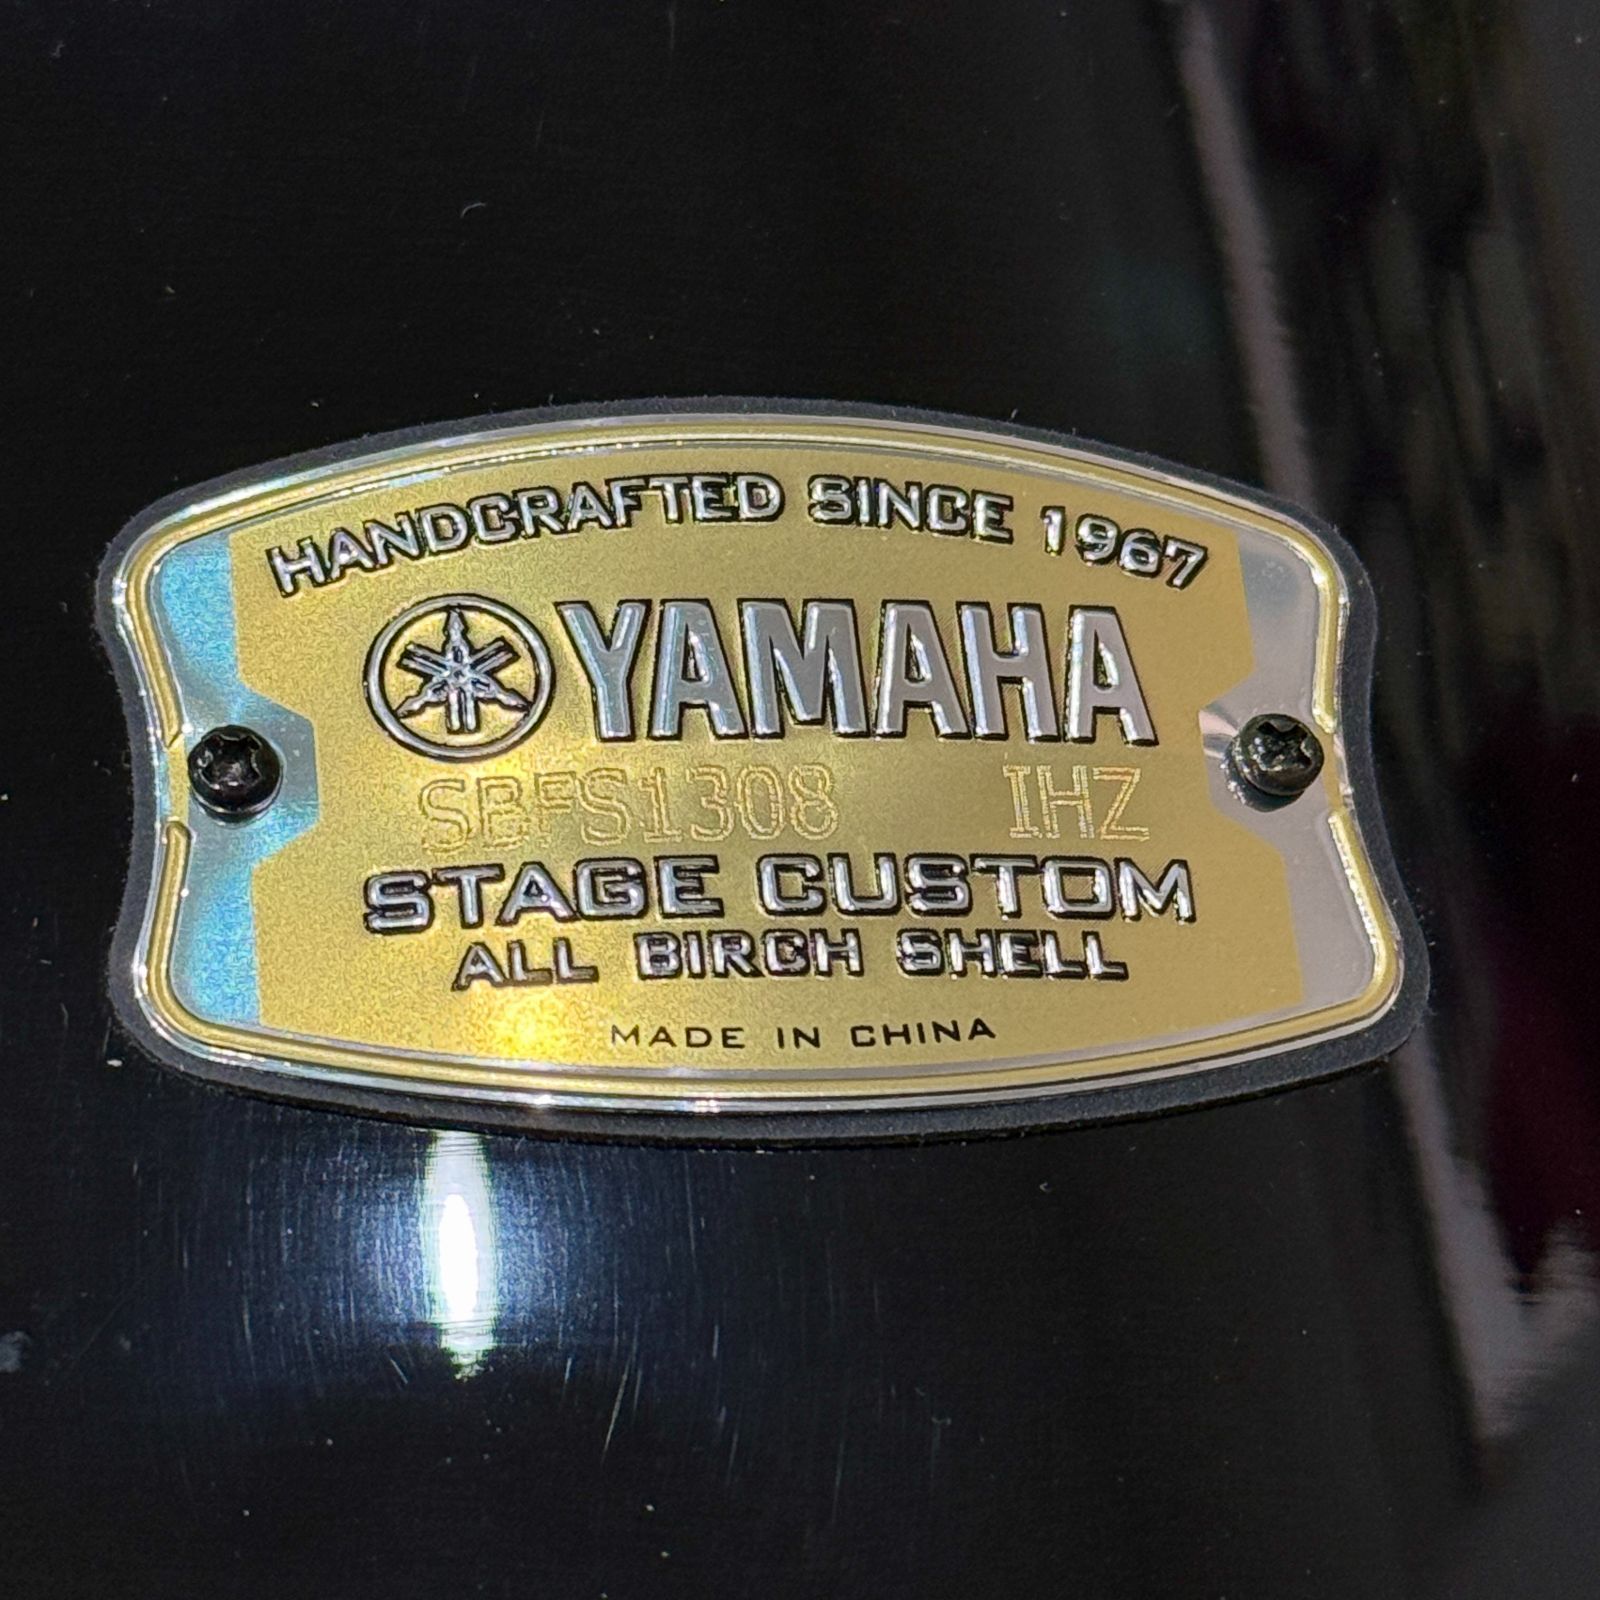 HANDCRAFTED SINCE 1967
YAMAHA
SBFS1308 IHZ
STAGE CUSTOM
ALL BIRCH SHELL
MADE IN CHINA